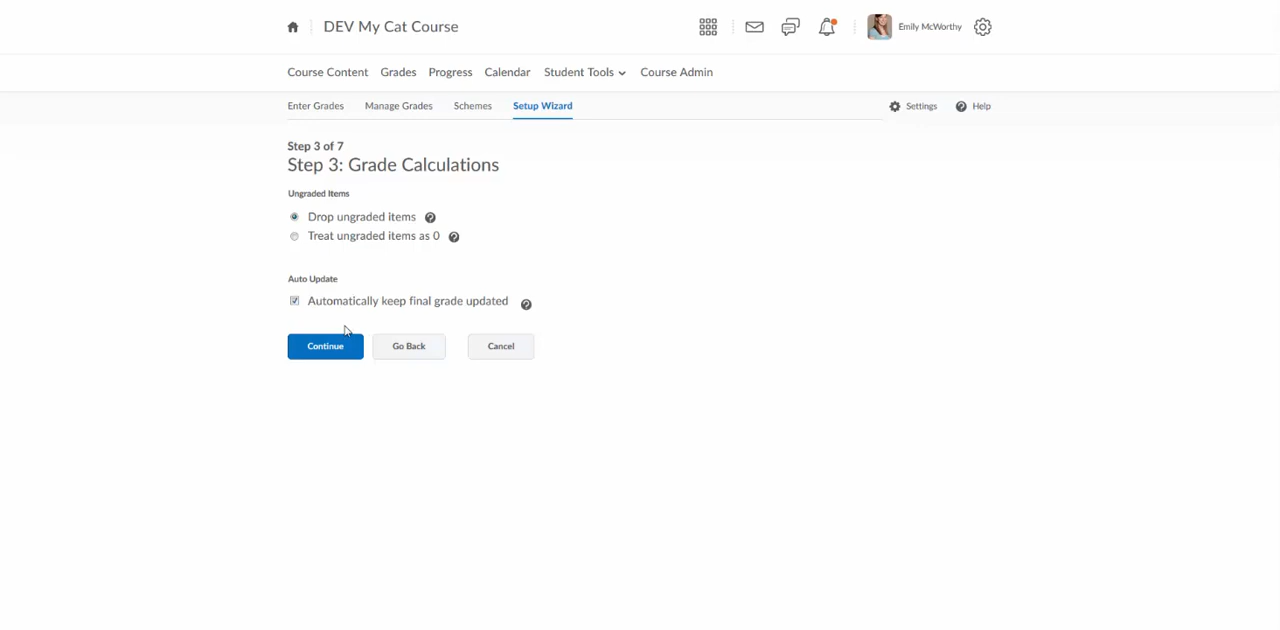 DEV My Cat Course
Emily McWorthy
Course Content Grades Progress Calendar Student Tools Course Admin
Enter Grades Manage Grades Schemes Setup Wizard Settings Help
Step 3 of 7
Step 3: Grade Calculations
Ungraded Items
Drop ungraded items
Treat ungraded items as 0
Auto Update
Automatically keep final grade updated
Continue Go Back Cancel